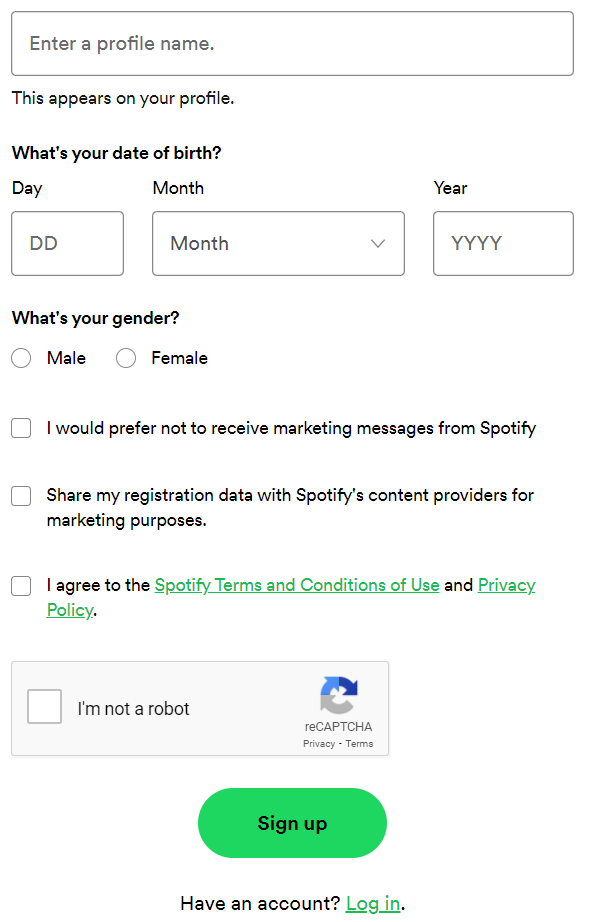 Enter a profile name.
This appears on your profile.
What's your date of birth?
Day Month Year
DD Month YYYY
What's your gender?
Male Female
I would prefer not to receive marketing messages from Spotify
Share my registration data with Spotify's content providers for
marketing purposes.
I agree to the Spotify Terms and Conditions of Use and Privacy
Policy.
I'm not a robot
reCAPTCHA
Privacy - Terms
Sign up
Have an account? Log in.